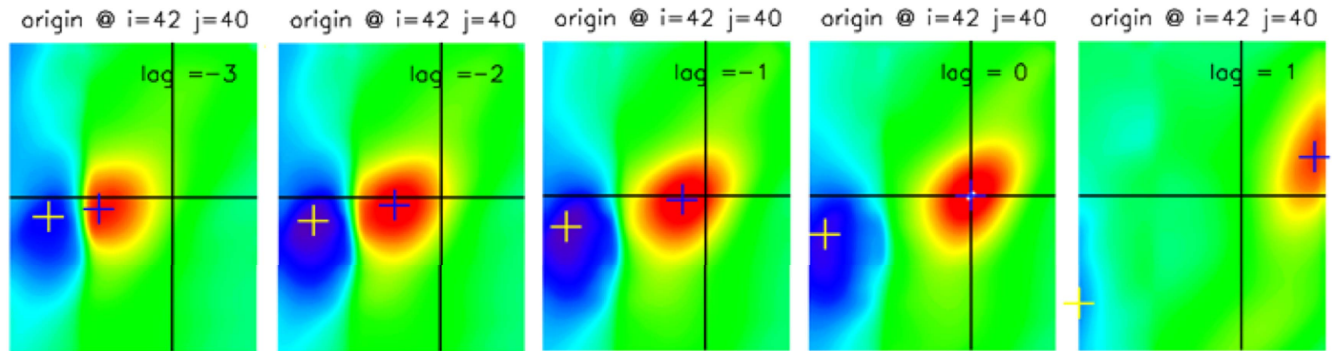 origin @ i=42 j=40
lag =-3
origin @ i=42 j=40
lag =-2
origin @ i=42 j=40
lag =-1
origin @ i=42 j=40
lag = 0
origin @ i=42 j=40
lag = 1